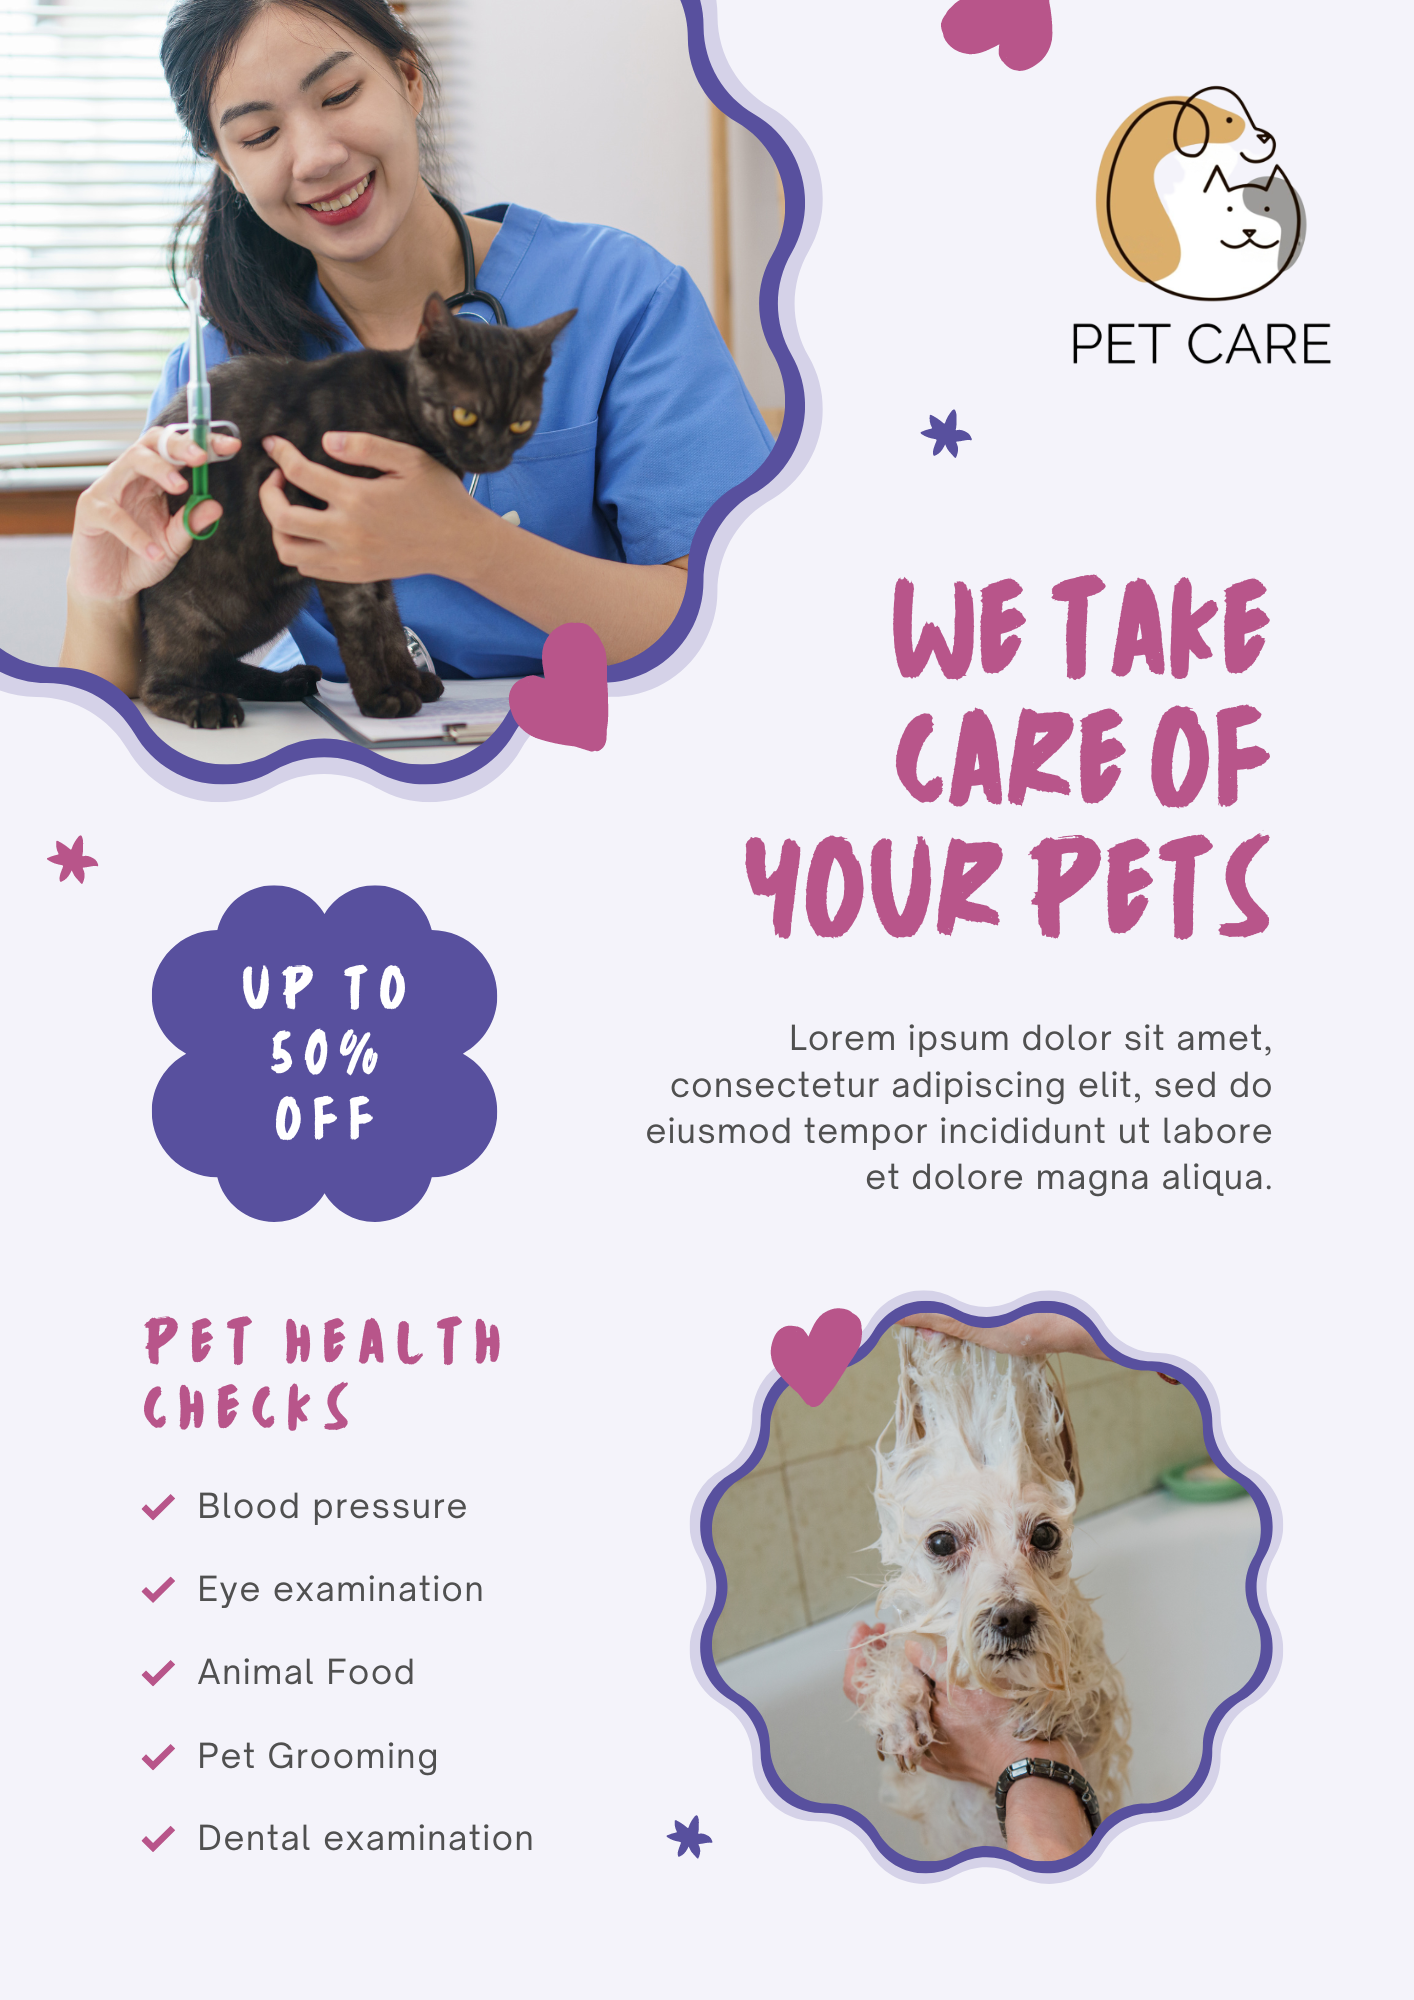 PET CARE
WE TAKE
CARE OF
YOUR PETS
UP TO
50%
OFF
Lorem ipsum dolor sit amet,
consectetur adipiscing elit, sed do
eiusmod tempor incididunt ut labore
et dolore magna aliqua.
PET HEALTH
CHECKS
Blood pressure
Eye examination
Animal Food
Pet Grooming
Dental examination